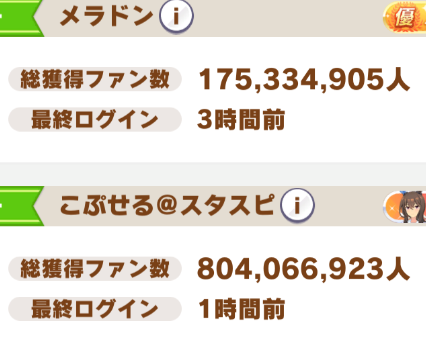 メラドン i 優
総獲得ファン数 175,334,905人
最終ログイン 3時間前
こぷせる@スタスピ i
総獲得ファン数 804,066,923人
最終ログイン 1時間前